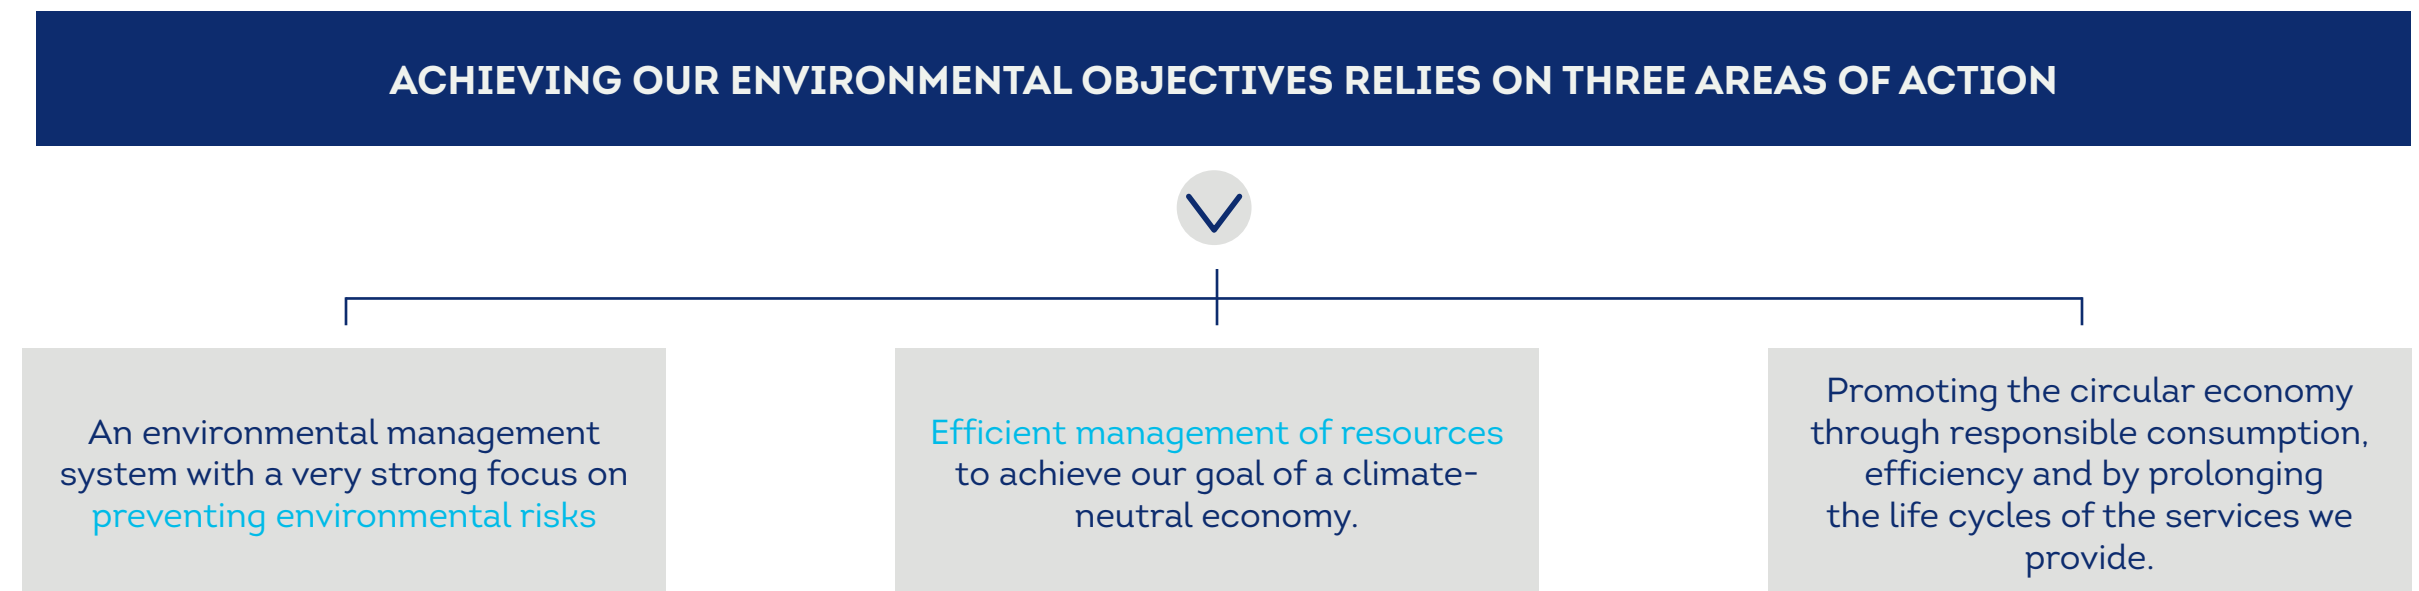 ACHIEVING OUR ENVIRONMENTAL OBJECTIVES RELIES ON THREE AREAS OF ACTION
An environmental management
system with a very strong focus on
preventing environmental risks
Efficient management of resources
to achieve our goal of a climate-
neutral economy.
Promoting the circular economy
through responsible consumption,
efficiency and by prolonging
the life cycles of the services we
provide.